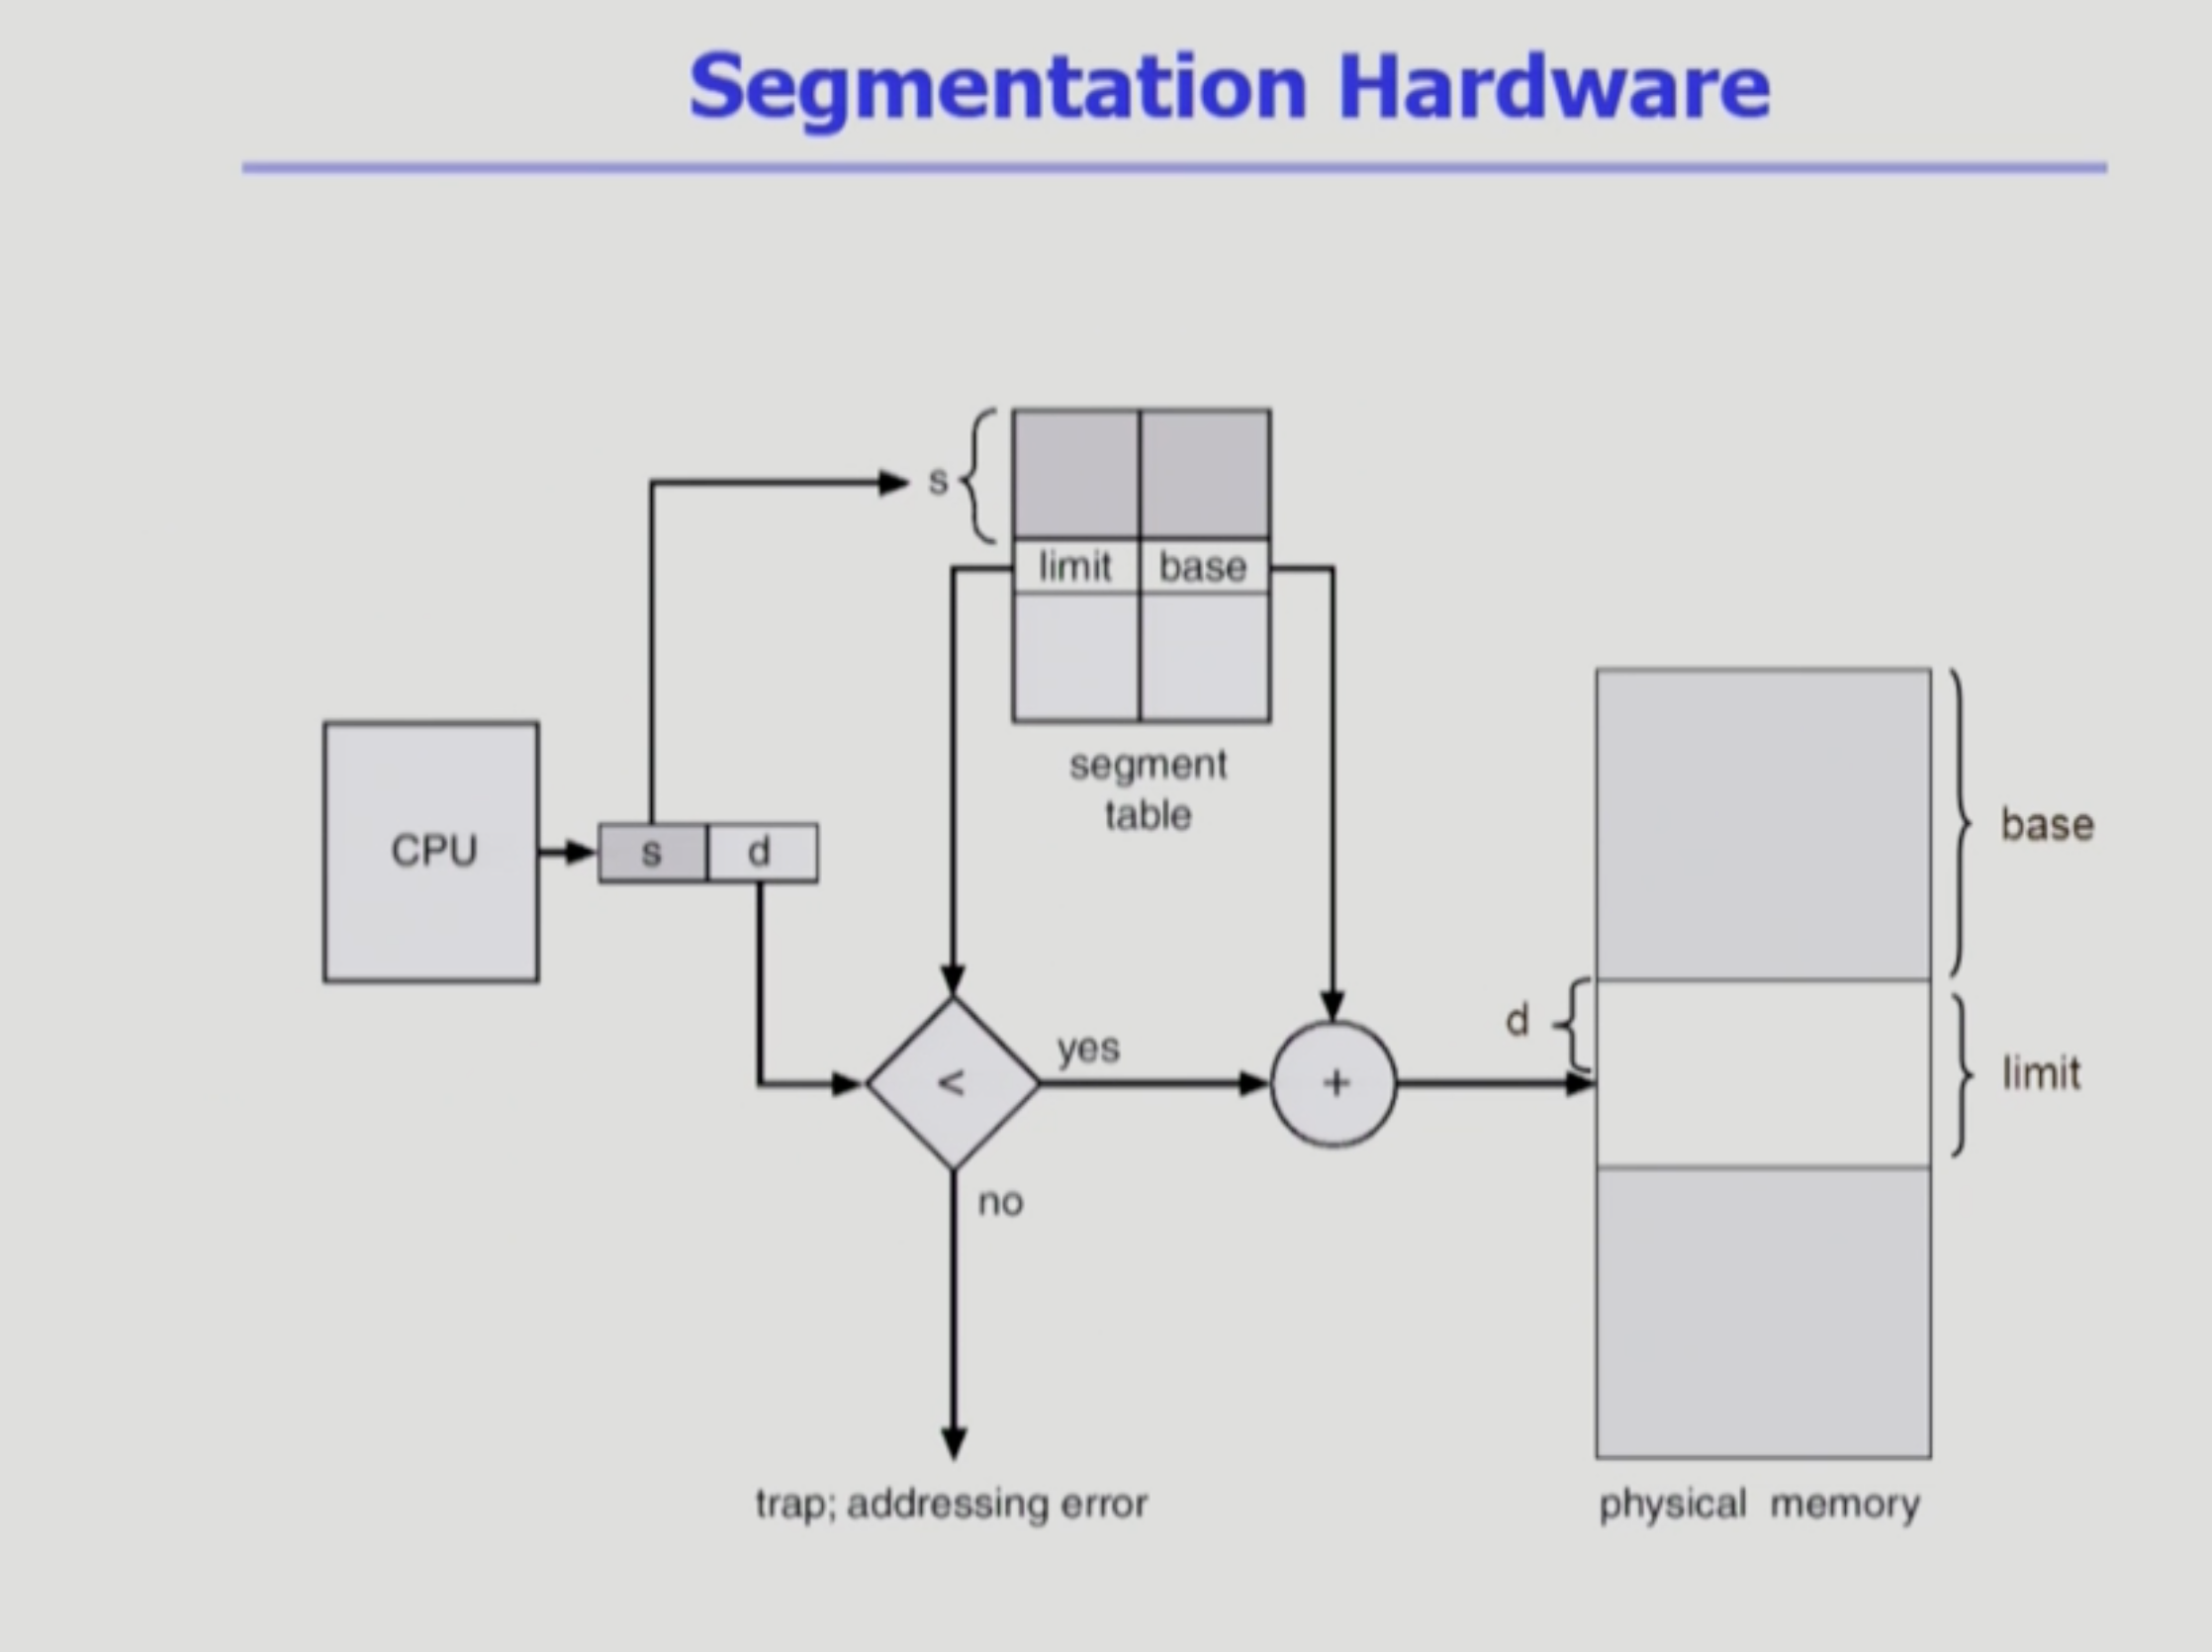 Segmentation Hardware
s
limit base
segment
table
CPU
s d
base
d
limit
yes
<
+
no
trap; addressing error
physical memory